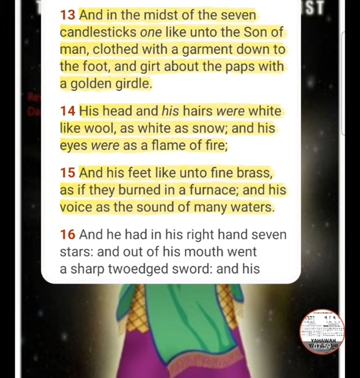 IST
13 And in the midst of the seven
candlesticks one like unto the Son of
man, clothed with a garment down to
the foot, and girt about the paps with
a golden girdle.
14 His head and his hairs were white
like wool, as white as snow; and his
eyes were as a flame of fire;
15 And his feet like unto fine brass,
as if they burned in a furnace; and his
voice as the sound of many waters.
16 And he had in his right hand seven
stars: and out of his mouth went
a sharp twoedged sword: and his
YAHAWAH